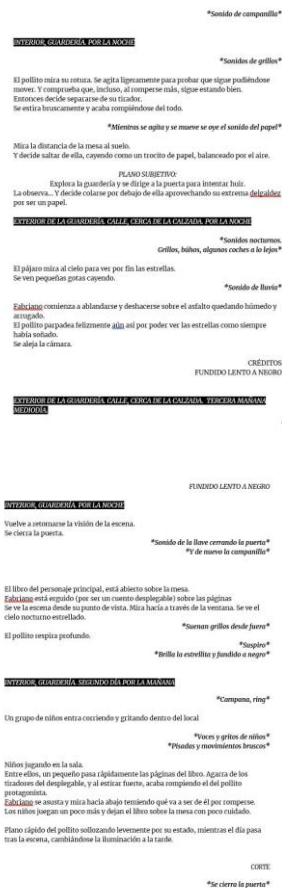 *Sonido de campanilla*
INTERIOR, GUARDERÍA. POR LA NOCHE
*Sonidos de grillos*
El pollito mira su rotura. Se agita ligeramente para probar que sigue pudiéndose
mover. Y comprueba que, incluso, al romperse más, sigue estando bien.
Entonces decide separarse de su tirador.
Se estira bruscamente y acaba rompiéndose del todo.
*Mientras se agita y se mueve se oye el sonido del papel*
Mira la distancia de la mesa al suelo.
Y decide saltar de ella, cayendo como un trocito de papel, balanceado por el aire.
PLANO SUBJETIVO:
Explora la guardería y se dirige a la puerta para intentar huir.
La observa... Y decide colarse por debajo de ella aprovechando su extrema delgaldez
por ser un papel.
EXTERIOR DE LA GUARDERÍA. CALLE, CERCA DE LA CALZADA. POR LA NOCHE
*Sonidos nocturnos.
Grillos, búhos, algunos coches a lo lejos*
El pájaro mira al cielo para ver por fin las estrellas.
Se ven pequeñas gotas cayendo.
*Sonido de lluvia*
Fabriano comienza a ablandarse y deshacerse sobre el asfalto quedando húmedo y
arrugado.
El pollito parpadea felizmente aún así por poder ver las estrellas como siempre
había soñado.
Se aleja la cámara.
CRÉDITOS
FUNDIDO LENTO A NEGRO
EXTERIOR DE LA GUARDERÍA. CALLE, CERCA DE LA CALZADA. TERCERA MAÑANA
MEDIODÍA.
FUNDIDO LENTO A NEGRO
INTERIOR, GUARDERÍA. POR LA NOCHE
Vuelve a retomarse la visión de la escena.
Se cierra la puerta.
*Sonido de la llave cerrando la puerta*
*Y de nuevo la campanilla*
El libro del personaje principal, está abierto sobre la mesa.
Fabriano está erguido (por ser un cuento desplegable) sobre las páginas
Se ve la escena desde su punto de vista. Mira hacia a través de la ventana. Se ve el
cielo nocturno estrellado.
*Suenan grillos desde fuera*
El pollito respira profundo.
*Suspiro*
*Brilla la estrellita y fundido a negro*
INTERIOR, GUARDERÍA. SEGUNDO DÍA POR LA MAÑANA
*Campana, ring*
Un grupo de niños entra corriendo y gritando dentro del local
*Voces y gritos de niños*
*Pisadas y movimientos bruscos*
Niños jugando en la sala.
Entre ellos, un pequeño pasa rápidamente las páginas del libro. Agarra de los
tiradores del desplegable, y al estirar fuerte, acaba rompiendo el del pollito
protagonista.
Fabriano se asusta y mira hacia abajo temiendo qué va a ser de él por romperse.
Los niños juegan un poco más y dejan el libro sobre la mesa con poco cuidado.
Plano rápido del pollito sollozando levemente por su estado, mientras el día pasa
tras la escena, cambiándose la iluminación a la tarde.
CORTE
*Se cierra la puerta*